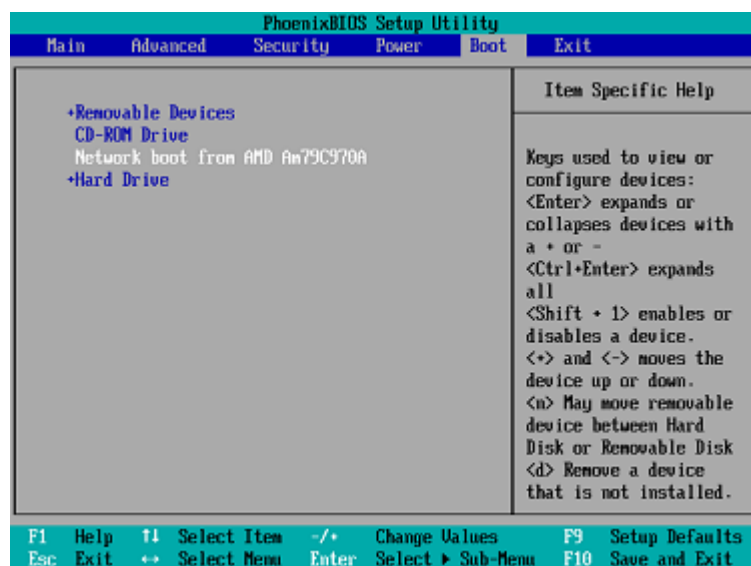 PhoenixBIOS Setup Utility
Main Advanced Security Power Boot Exit
+Removable Devices
CD-ROM Drive
Network boot from AMD Am79C970A
+Hard Drive
Item Specific Help
Keys used to view or
configure devices:
<Enter> expands or
collapses devices with
a + or -
<Ctrl+Enter> expands
all
<Shift + 1> enables or
disables a device.
<+> and <-> moves the
device up or down.
<n> May move removable
device between Hard
Disk or Removable Disk
<d> Remove a device
that is not installed.
F1 Help ↑↓ Select Item -/+ Change Values F9 Setup Defaults
Esc Exit ↔ Select Menu Enter Select ▶ Sub-Menu F10 Save and Exit